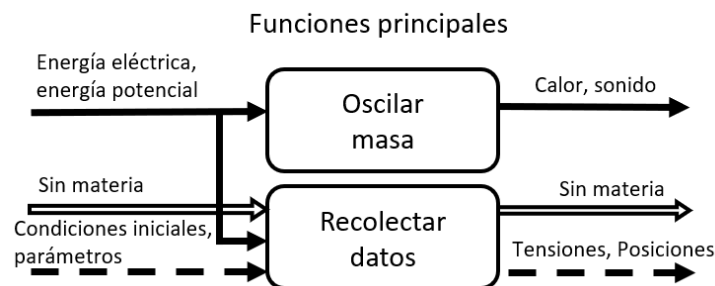 Funciones principales
Energía eléctrica,
energía potencial
Oscilar
masa
Calor, sonido
Sin materia
Condiciones iniciales,
parámetros
Recolectar
datos
Sin materia
Tensiones, Posiciones